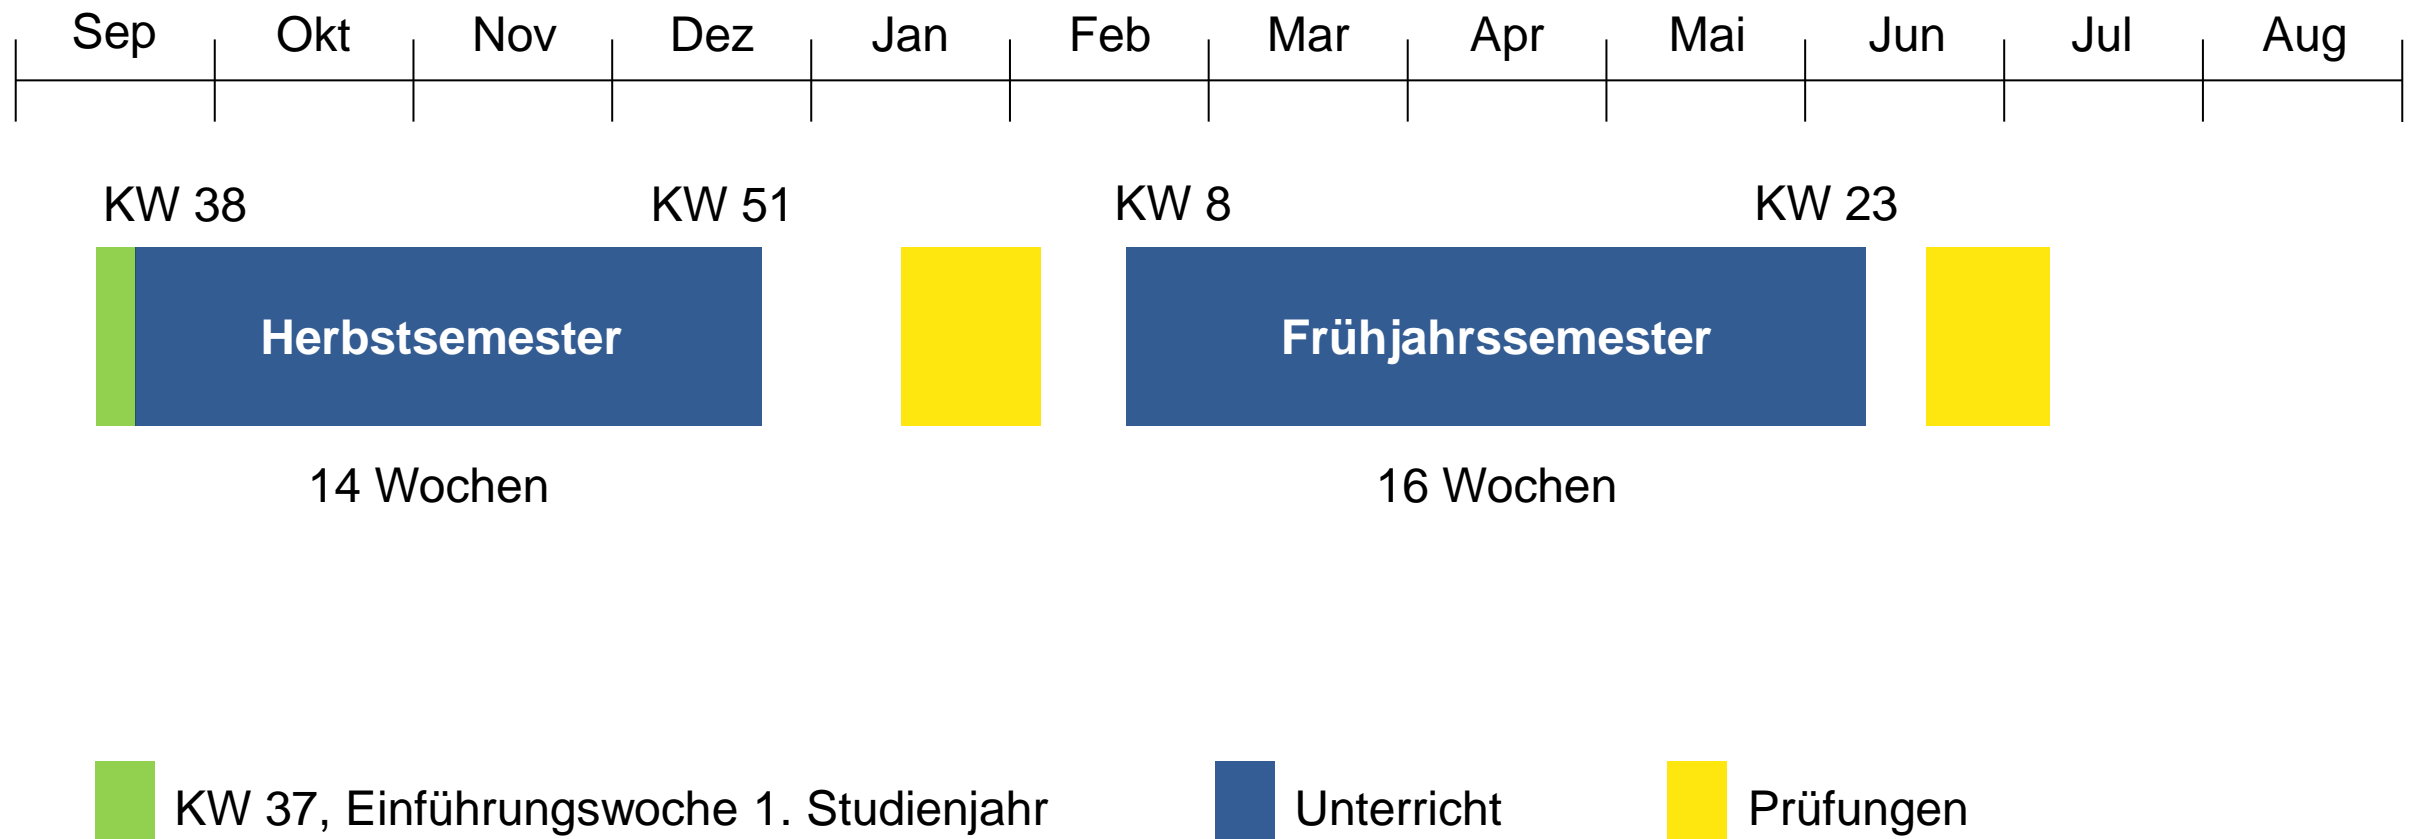 Sep Okt Nov Dez Jan Feb Mar Apr Mai Jun Jul Aug
KW 38 KW 51 KW 8 KW 23
Herbstsemester Frühjahrssemester
14 Wochen 16 Wochen
KW 37, Einführungswoche 1. Studienjahr Unterricht Prüfungen